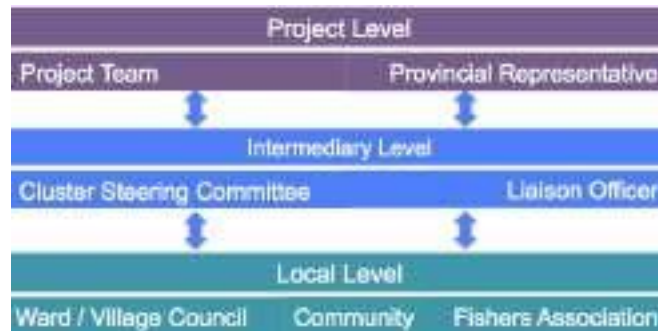 Project Level
Project Team Provincial Representative
Intermediary Level
Cluster Steering Committee Liaison Officer
Local Level
Ward / Village Council Community Fishers Association